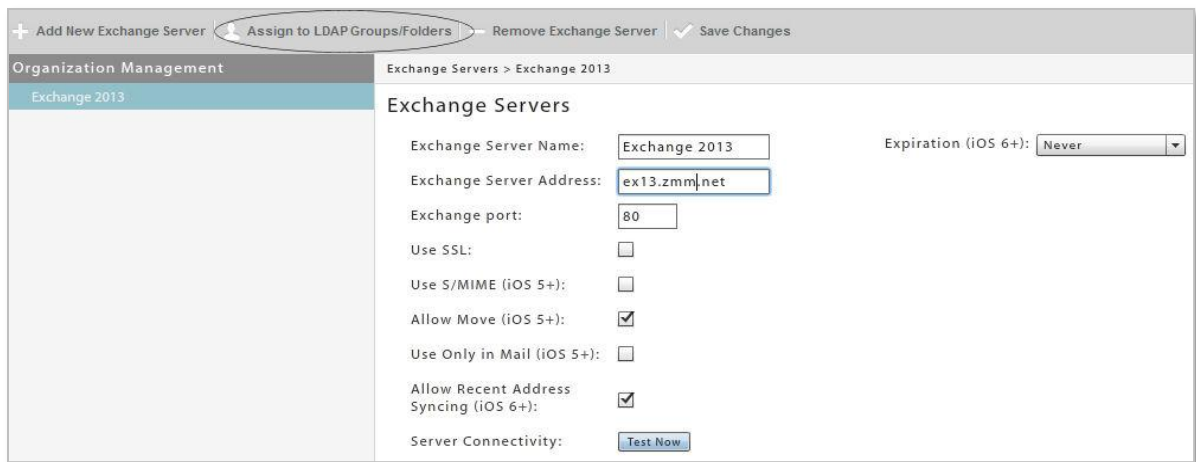 Add New Exchange Server Assign to LDAP Groups/Folders Remove Exchange Server Save Changes
Organization Management
Exchange 2013
Exchange Servers > Exchange 2013
Exchange Servers
Exchange Server Name: Exchange 2013 Expiration (iOS 6+): Never
Exchange Server Address: ex13.zmm.net
Exchange port: 80
Use SSL:
Use S/MIME (iOS 5+):
Allow Move (iOS 5+):
Use Only in Mail (iOS 5+):
Allow Recent Address
Syncing (iOS 6+):
Server Connectivity: Test Now